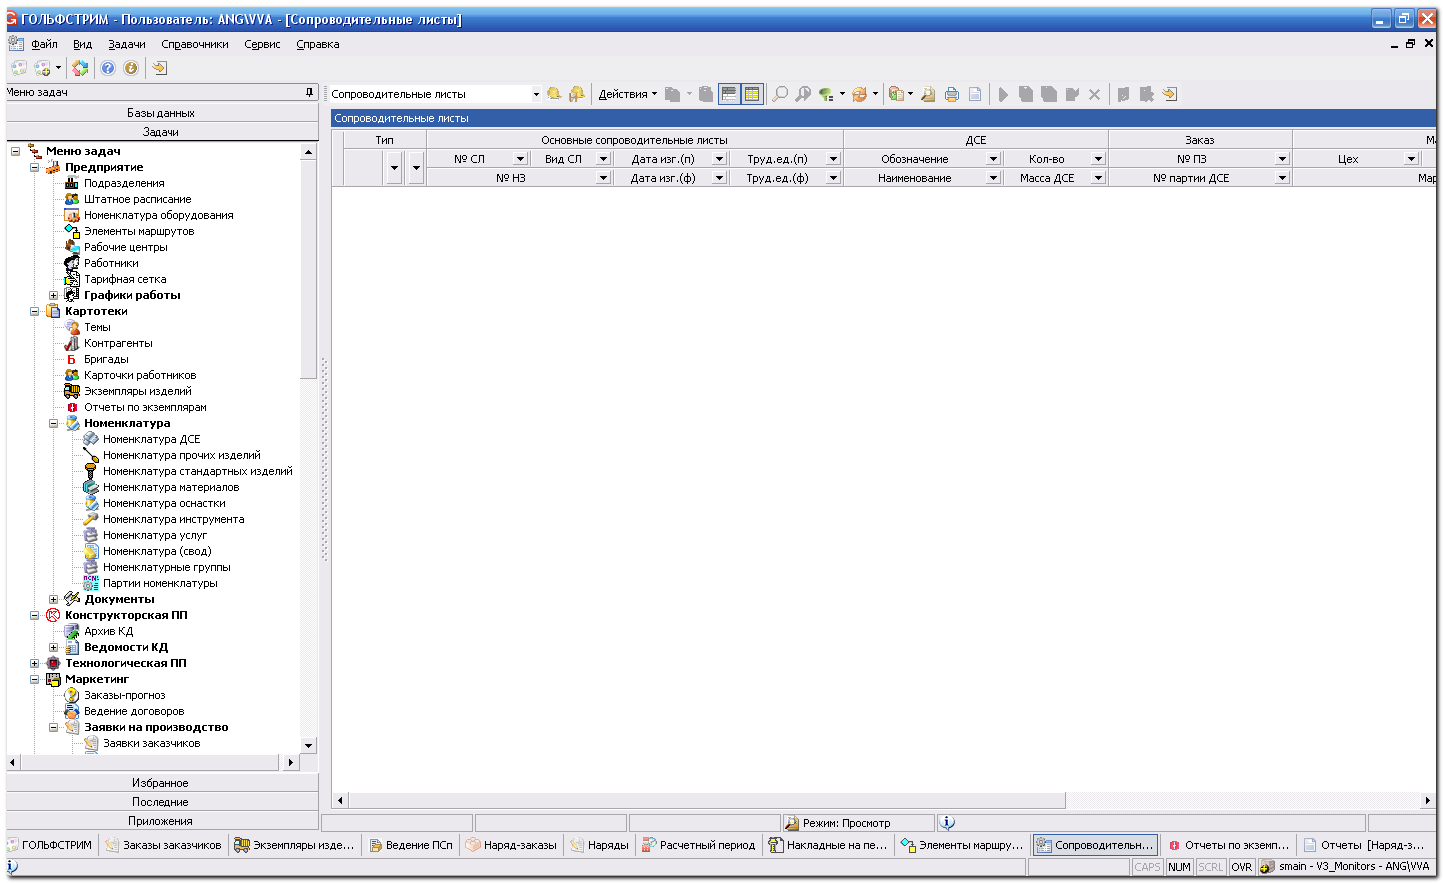 ГОЛЬФСТРИМ - Пользователь: ANG\VVA - [Сопроводительные листы]
Файл Вид Задачи Справочники Сервис Справка
Меню задач
Базы данных
Задачи
Меню задач
Предприятие
Подразделения
Штатное расписание
Номенклатура оборудования
Элементы маршрутов
Рабочие центры
Работники
Тарифная сетка
Графики работы
Картотеки
Темы
Контрагенты
Бригады
Карточки работников
Экземпляры изделий
Отчеты по экземплярам
Номенклатура
Номенклатура ДСЕ
Номенклатура прочих изделий
Номенклатура стандартных изделий
Номенклатура материалов
Номенклатура оснастки
Номенклатура инструмента
Номенклатура услуг
Номенклатура (свод)
Номенклатурные группы
Партии номенклатуры
Документы
Конструкторская ПП
Архив КД
Ведомости КД
Технологическая ПП
Маркетинг
Заказы-прогноз
Ведение договоров
Заявки на производство
Заявки заказчиков
Избранное
Последние
Приложения
Сопроводительные листы Действия
Сопроводительные листы
Тип Основные сопроводительные листы ДСЕ Заказ М
№ СЛ Вид СЛ Дата изг.(п) Труд.ед.(п) Обозначение Кол-во № ПЗ Цех
№ НЗ Дата изг.(ф) Труд.ед.(ф) Наименование Масса ДСЕ № партии ДСЕ Мар
Режим: Просмотр
ГОЛЬФСТРИМ Заказы заказчиков Экземпляры изде... Ведение ПСп Наряд-заказы Наряды Расчетный период Накладные на пе... Элементы маршру... Сопроводительн... Отчеты по экземп... Отчеты [Наряд-з...
CAPS NUM SCRL OVR smain - V3_Monitors - ANG\VVA